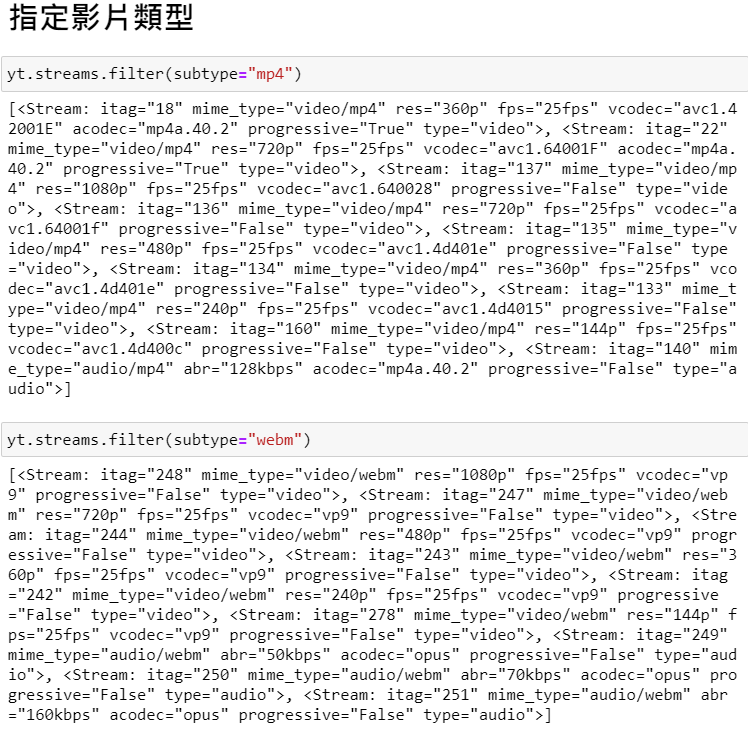 指定影片類型
yt.streams.filter(subtype="mp4")
[<Stream: itag="18" mime_type="video/mp4" res="360p" fps="25fps" vcodec="avc1.4
2001E" acodec="mp4a.40.2" progressive="True" type="video">, <Stream: itag="22"
mime_type="video/mp4" res="720p" fps="25fps" vcodec="avc1.64001F" acodec="mp4a.
40.2" progressive="True" type="video">, <Stream: itag="137" mime_type="video/mp
4" res="1080p" fps="25fps" vcodec="avc1.640028" progressive="False" type="vide
o">, <Stream: itag="136" mime_type="video/mp4" res="720p" fps="25fps" vcodec="a
vc1.64001f" progressive="False" type="video">, <Stream: itag="135" mime_type="v
ideo/mp4" res="480p" fps="25fps" vcodec="avc1.4d401e" progressive="False" type
="video">, <Stream: itag="134" mime_type="video/mp4" res="360p" fps="25fps" vco
dec="avc1.4d401e" progressive="False" type="video">, <Stream: itag="133" mime_t
ype="video/mp4" res="240p" fps="25fps" vcodec="avc1.4d4015" progressive="False"
type="video">, <Stream: itag="160" mime_type="video/mp4" res="144p" fps="25fps"
vcodec="avc1.4d400c" progressive="False" type="video">, <Stream: itag="140" mim
e_type="audio/mp4" abr="128kbps" acodec="mp4a.40.2" progressive="False" type="a
udio">]
yt.streams.filter(subtype="webm")
[<Stream: itag="248" mime_type="video/webm" res="1080p" fps="25fps" vcodec="vp
9" progressive="False" type="video">, <Stream: itag="247" mime_type="video/web
m" res="720p" fps="25fps" vcodec="vp9" progressive="False" type="video">, <Stre
am: itag="244" mime_type="video/webm" res="480p" fps="25fps" vcodec="vp9" progr
essive="False" type="video">, <Stream: itag="243" mime_type="video/webm" res="3
60p" fps="25fps" vcodec="vp9" progressive="False" type="video">, <Stream: itag
="242" mime_type="video/webm" res="240p" fps="25fps" vcodec="vp9" progressive
="False" type="video">, <Stream: itag="278" mime_type="video/webm" res="144p" f
ps="25fps" vcodec="vp9" progressive="False" type="video">, <Stream: itag="249"
mime_type="audio/webm" abr="50kbps" acodec="opus" progressive="False" type="aud
io">, <Stream: itag="250" mime_type="audio/webm" abr="70kbps" acodec="opus" pro
gressive="False" type="audio">, <Stream: itag="251" mime_type="audio/webm" abr
="160kbps" acodec="opus" progressive="False" type="audio">]